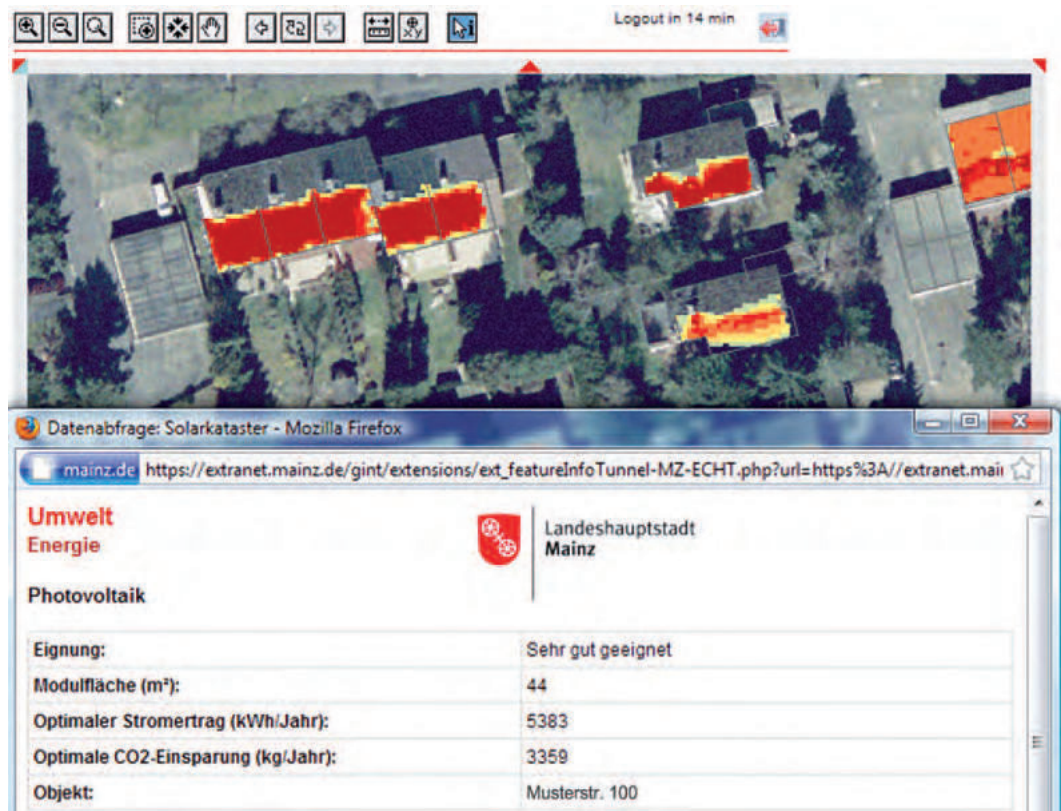 Logout in 14 min
Datenabfrage: Solarkataster - Mozilla Firefox
mainz.de https://extranet.mainz.de/gint/extensions/ext_featureInfoTunnel-MZ-ECHT.php?url=https%3A//extranet.mai
Umwelt
Energie
Landeshauptstadt
Mainz
Photovoltaik
Eignung: Sehr gut geeignet
Modulfläche (m²): 44
Optimaler Stromertrag (kWh/Jahr): 5383
Optimale CO2-Einsparung (kg/Jahr): 3359
Objekt: Musterstr. 100